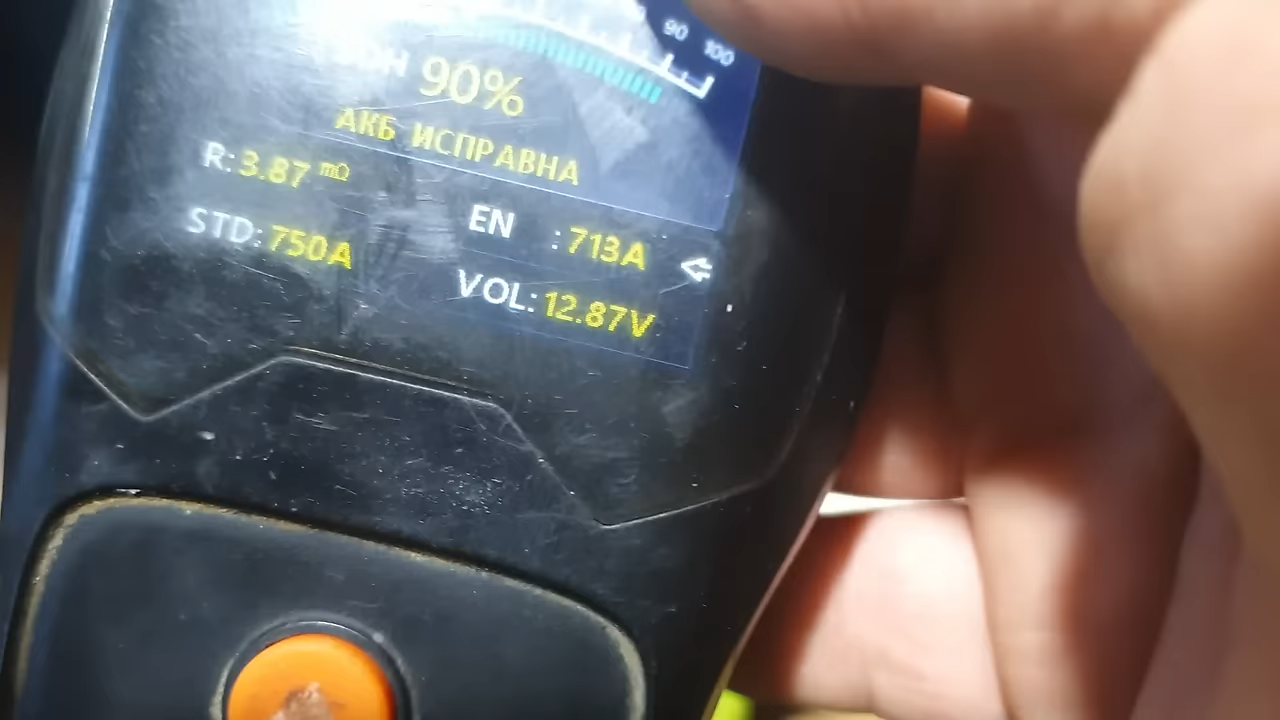 90 100
90%
АКБ ИСПРАВНА
R: 3.87 mΩ
EN : 713A
STD: 750A
VOL: 12.87V